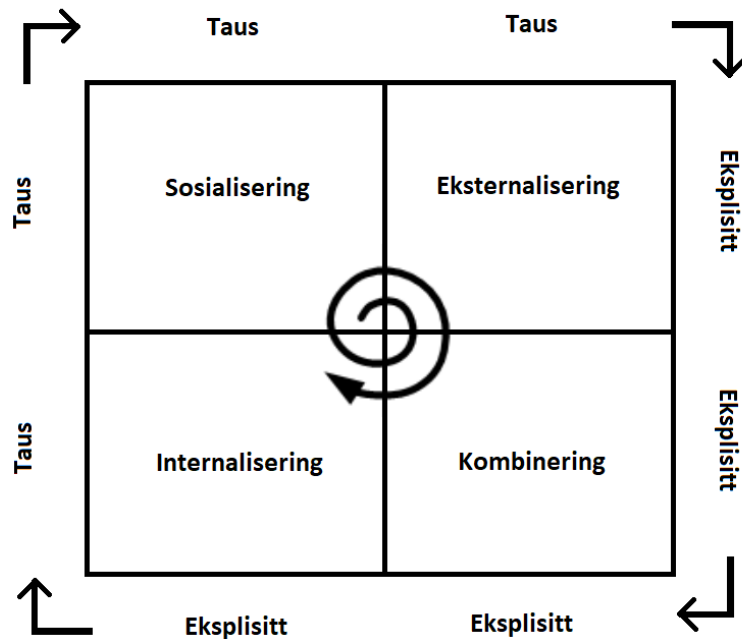 Taus
Taus
Taus
Sosialisering
Eksternalisering
Eksplisitt
Taus
Internalisering
Kombinering
Eksplisitt
Eksplisitt
Eksplisitt